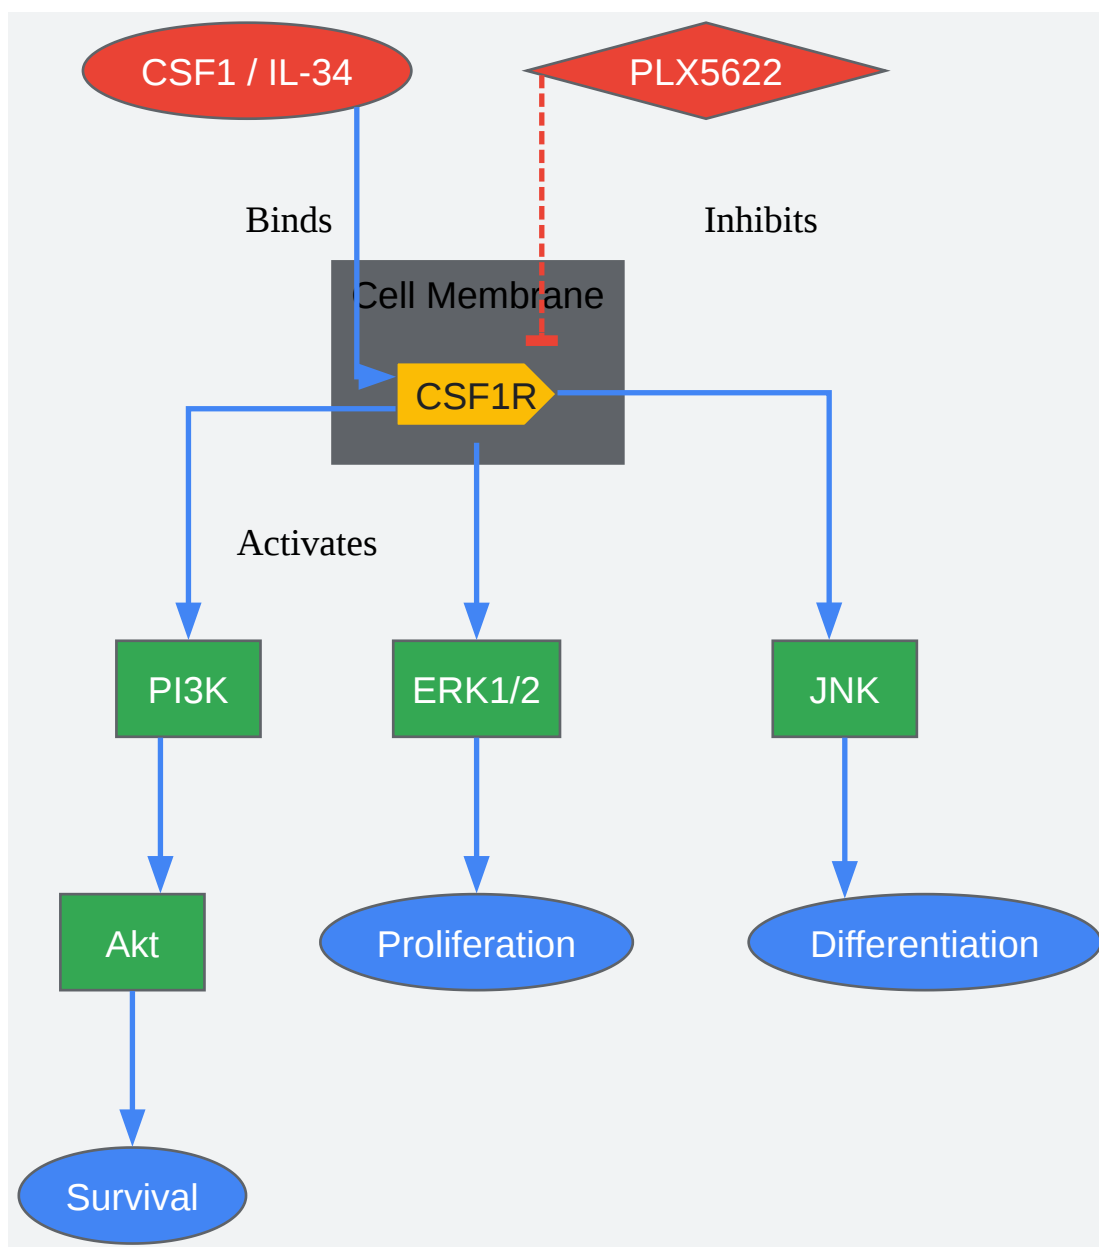 CSF1 / IL-34
PLX5622
Binds
Inhibits
Cell Membrane
CSF1R
Activates
PI3K
ERK1/2
JNK
Akt
Proliferation
Differentiation
Survival